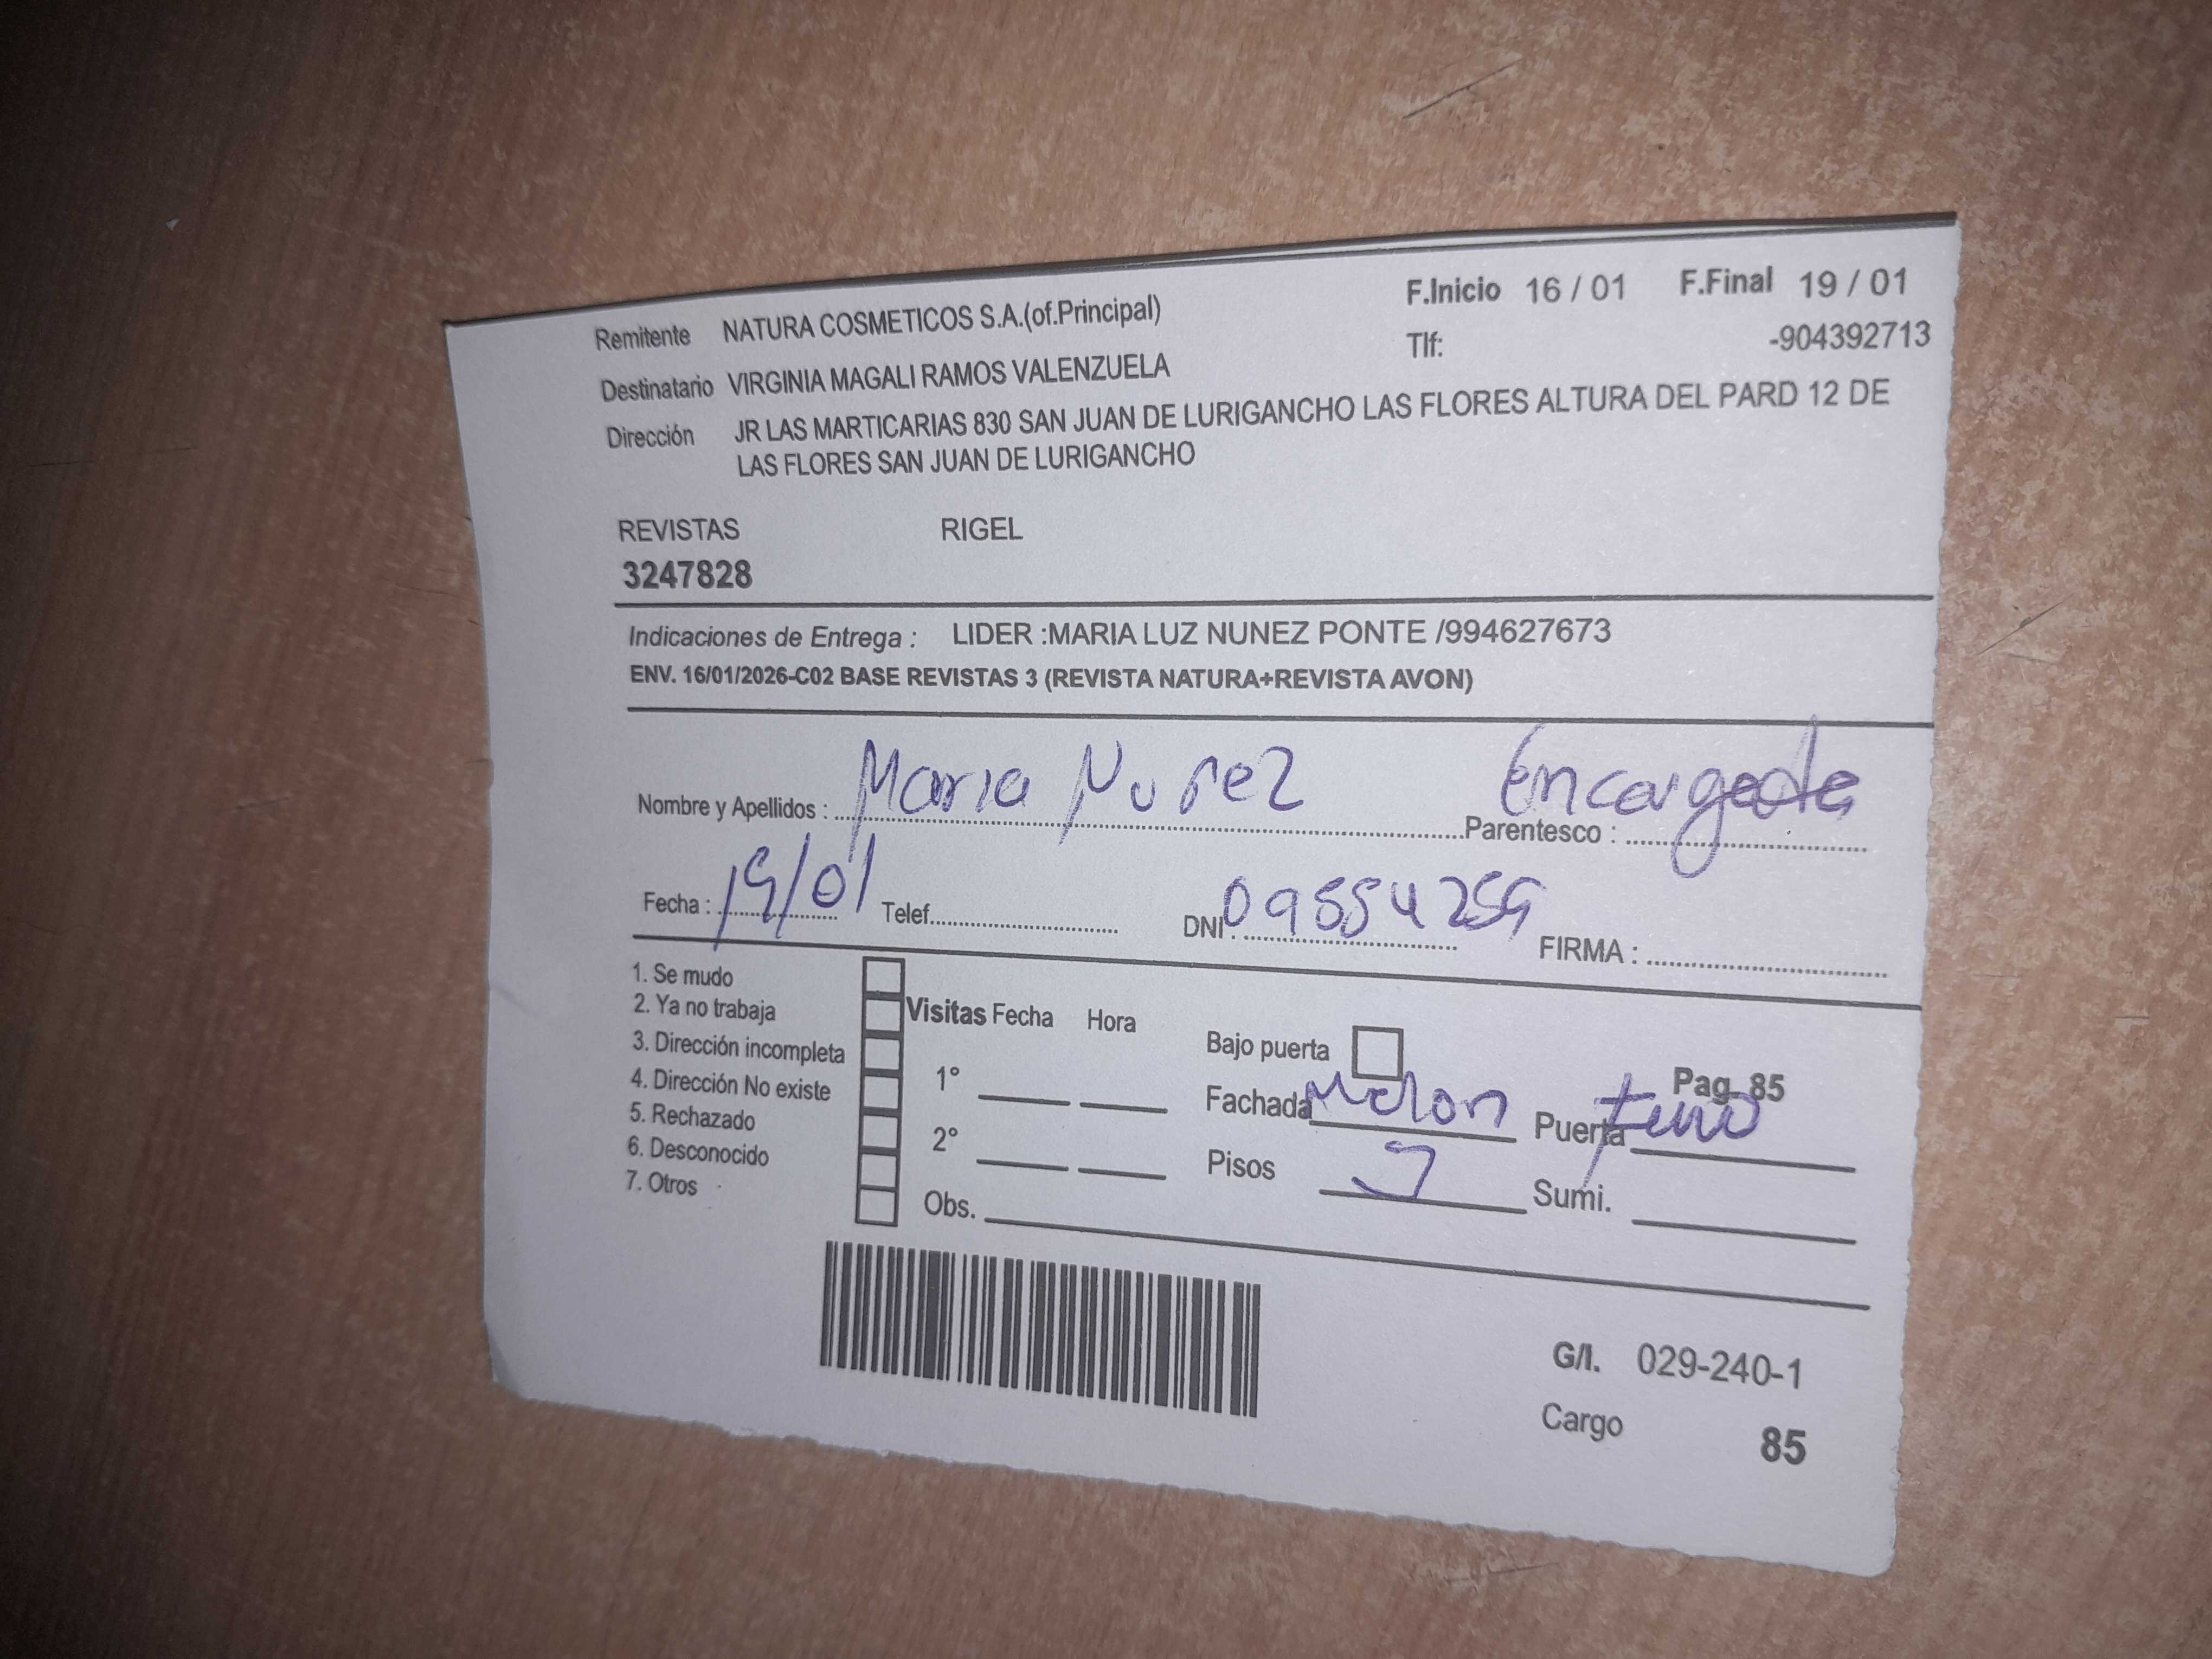 Remitente NATURA COSMETICOS S.A.(of.Principal) F.Inicio 16 / 01 F.Final 19 / 01
Tlf: -904392713
Destinatario VIRGINIA MAGALI RAMOS VALENZUELA
Dirección JR LAS MARTICARIAS 830 SAN JUAN DE LURIGANCHO LAS FLORES ALTURA DEL PARD 12 DE
LAS FLORES SAN JUAN DE LURIGANCHO
REVISTAS RIGEL
3247828
Indicaciones de Entrega : LIDER :MARIA LUZ NUNEZ PONTE /994627673
ENV. 16/01/2026-C02 BASE REVISTAS 3 (REVISTA NATURA+REVISTA AVON)
Nombre y Apellidos : Maria Nuñez Parentesco : Encargada
Fecha : 19/01 Telef. DNI : FIRMA :
1. Se mudo
2. Ya no trabaja
3. Dirección incompleta
4. Dirección No existe
5. Rechazado
6. Desconocido
7. Otros
Visitas Fecha Hora
1°
2°
Obs.
Bajo puerta
Pag. 85
Fachada Melon Puerta
Pisos Sumi.
G/I. 029-240-1
Cargo 85